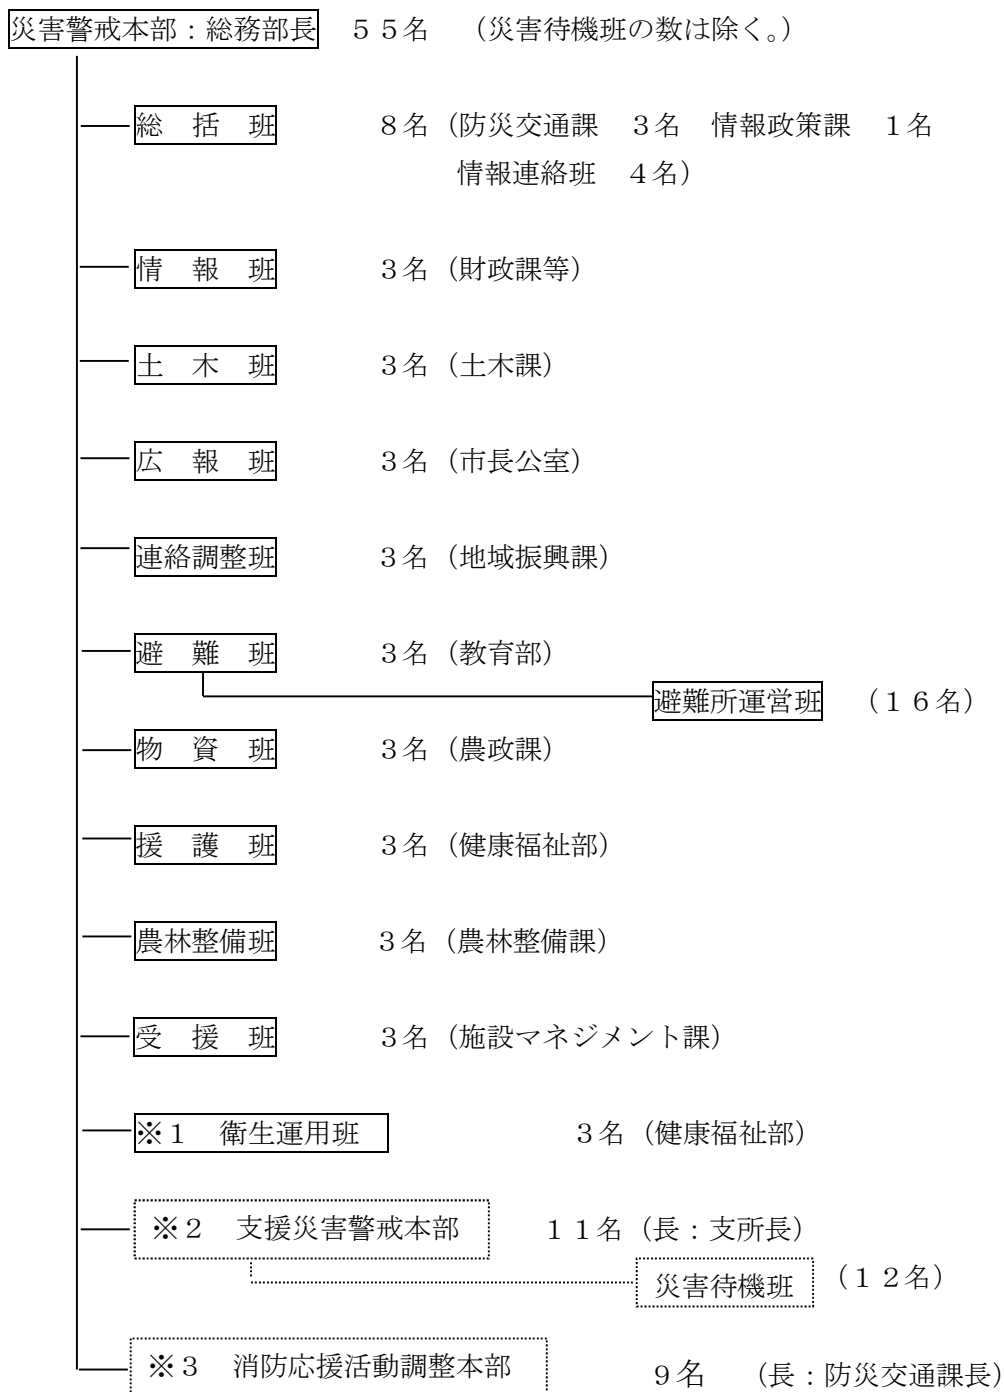 災害警戒本部：総務部長　５５名　（災害待機班の数は除く。）
総　括　班　８名（防災交通課　３名　情報政策課　１名
情報連絡班　４名）
情　報　班　３名（財政課等）
土　木　班　３名（土木課）
広　報　班　３名（市長公室）
連絡調整班　３名（地域振興課）
避　難　班　３名（教育部）
避難所運営班　（１６名）
物　資　班　３名（農政課）
援　護　班　３名（健康福祉部）
農林整備班　３名（農林整備課）
受　援　班　３名（施設マネジメント課）
※１　衛生運用班　３名（健康福祉部）
※２　支援災害警戒本部　１１名（長：支所長）
災害待機班　（１２名）
※３　消防応援活動調整本部　９名　（長：防災交通課長）